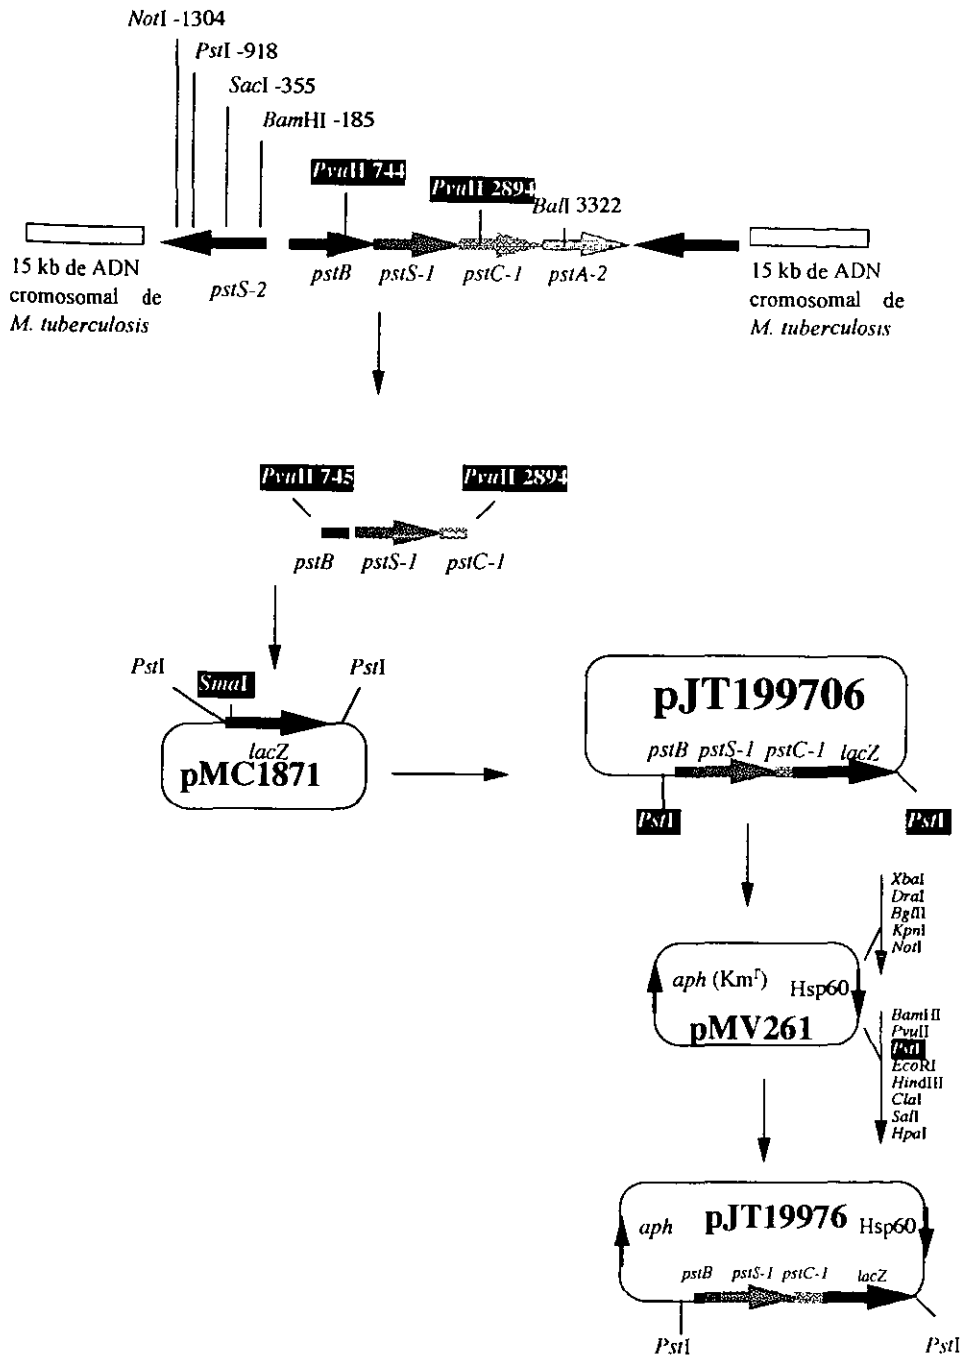 NotI -1304
PstI -918
SacI -355
BamHI -185
PvuII 744
PvuII 2894
BalI 3322
15 kb de ADN
cromosomal de
M. tuberculosis
pstS-2
pstB
pstS-1
pstC-1
pstA-2
15 kb de ADN
cromosomal de
M. tuberculosis
PvuII 745
PvuII 2894
pstB
pstS-1
pstC-1
PstI
SmaI
PstI
lacZ
pMC1871
pJT199706
pstB pstS-1 pstC-1 lacZ
PstI
PstI
XbaI
DraI
BglII
KpnI
NotI
aph (Kmr)
Hsp60
pMV261
BamHI
PvuII
PstI
EcoRI
HindIII
ClaI
SalI
HpaI
aph
pJT19976
Hsp60
pstB pstS-1 pstC-1 lacZ
PstI
PstI